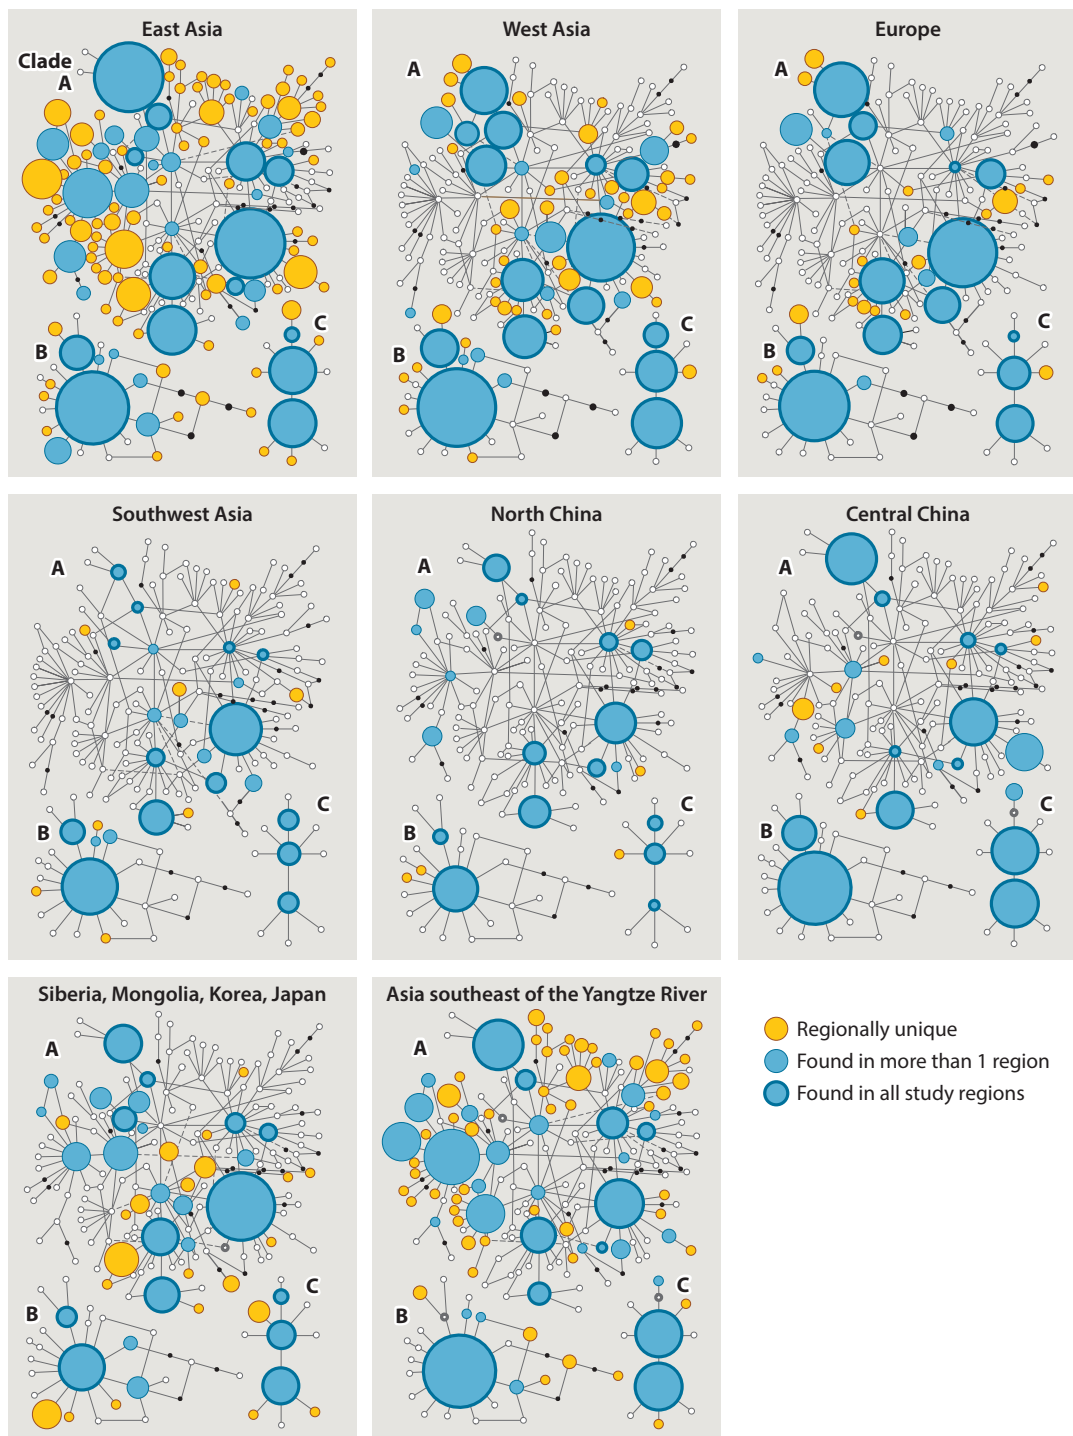 East Asia
Clade
A
B
C
West Asia
A
B
C
Europe
A
B
C
Southwest Asia
A
B
C
North China
A
B
C
Central China
A
B
C
Siberia, Mongolia, Korea, Japan
A
B
C
Asia southeast of the Yangtze River
A
B
C
Regionally unique
Found in more than 1 region
Found in all study regions